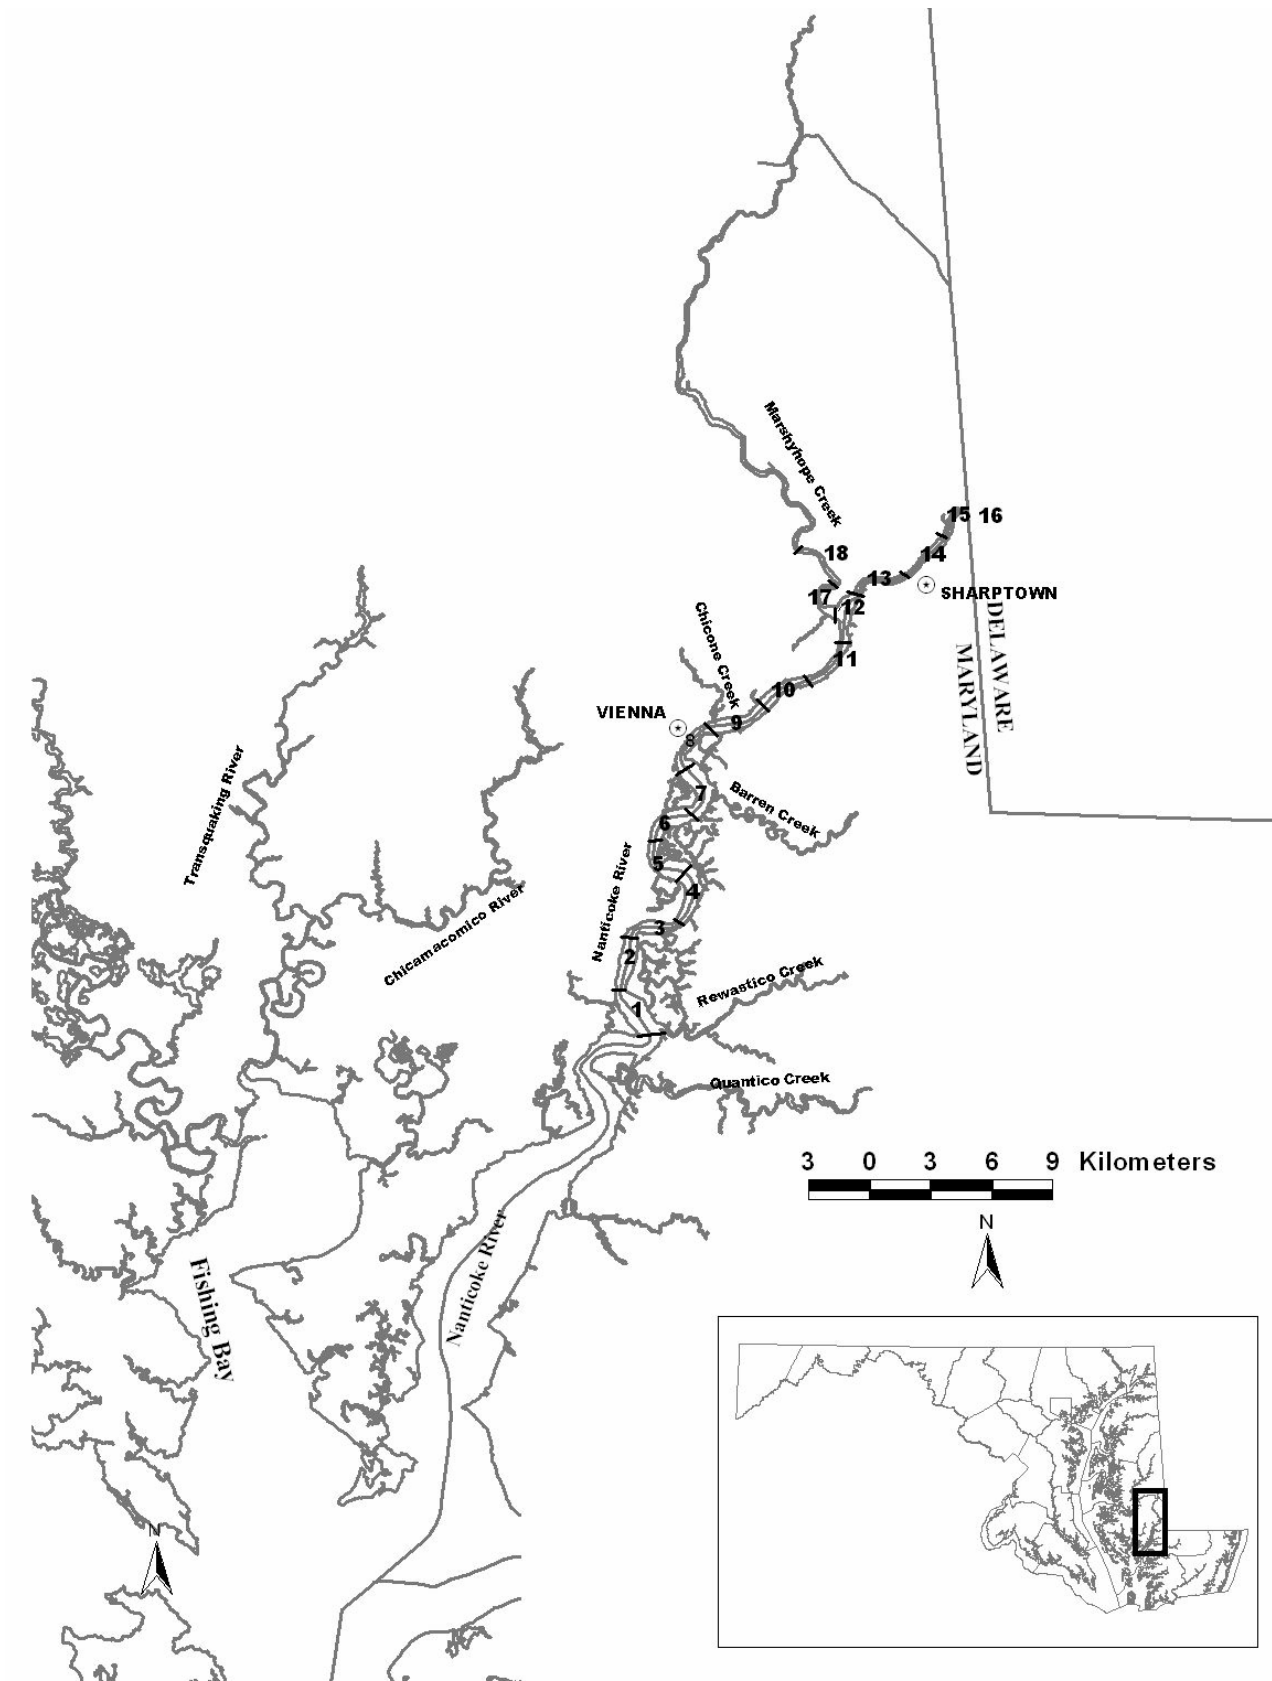 Marshyhope Creek
15 16
14
18
13
SHARPTOWN
17
12
DELAWARE
MARYLAND
11
Chicone Creek
10
VIENNA
9
8
7
Barren Creek
6
5
4
Nanticoke River
3
2
1
Transquaking River
Chicamacomico River
Rewastico Creek
Quantico Creek
3 0 3 6 9 Kilometers
N
Nanticoke River
Fishing Bay
N